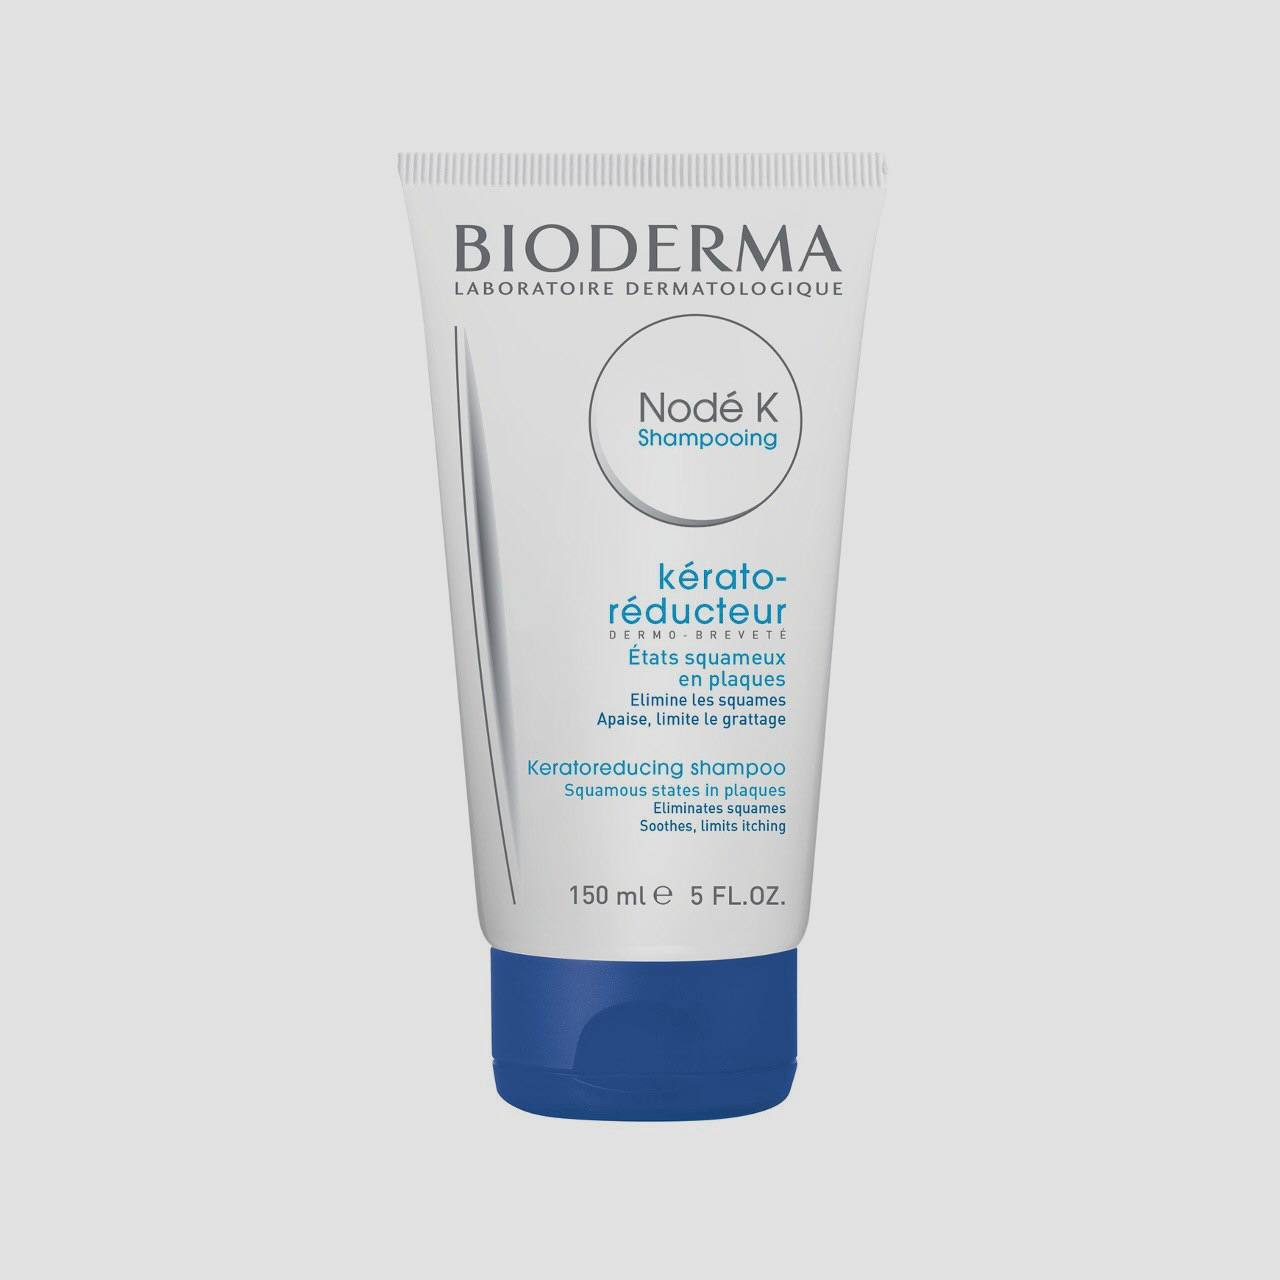 BIODERMA
LABORATOIRE DERMATOLOGIQUE
Nodé K
Shampooing
kérato-
réducteur
DERMO-BREVETÉ
États squameux
en plaques
Elimine les squames
Apaise, limite le grattage
Keratoreducing shampoo
Squamous states in plaques
Eliminates squames
Soothes, limits itching
150 ml ℮ 5 FL.OZ.